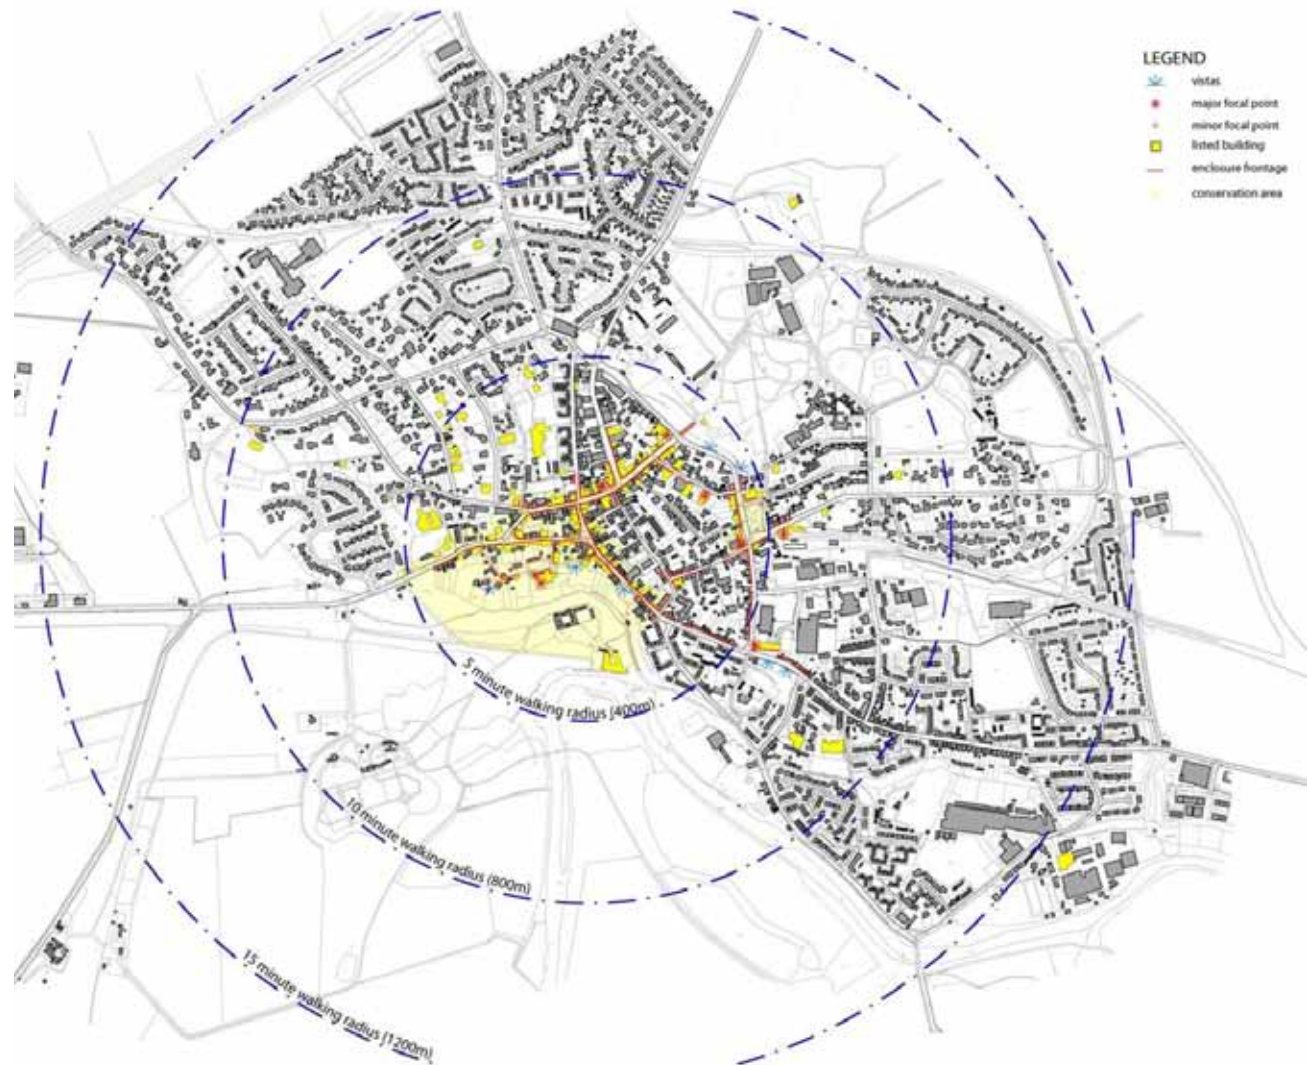 LEGEND
vistas
major focal point
minor focal point
listed building
enclosure frontage
conservation area
5 minute walking radius (400m)
10 minute walking radius (800m)
15 minute walking radius (1200m)